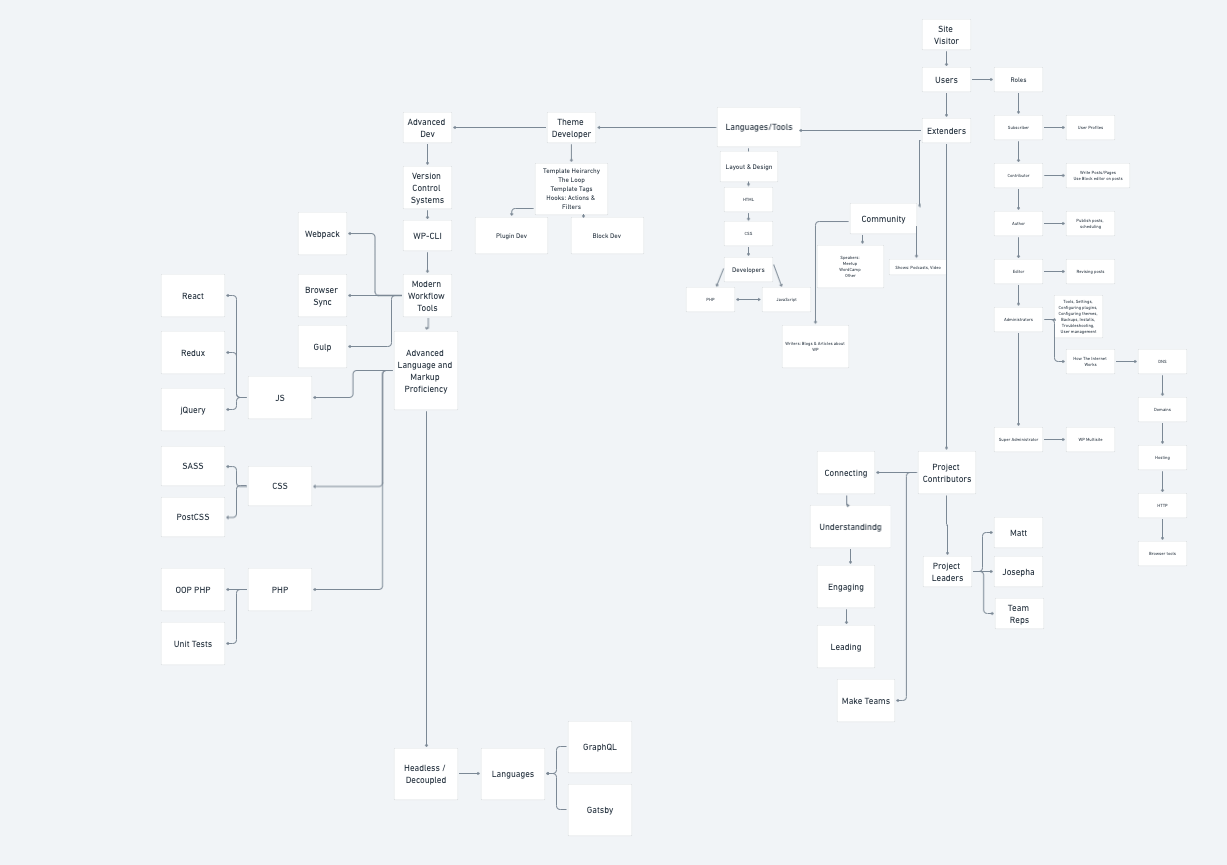 Site
Visitor
Users
Roles
Subscriber
User Profiles
Contributor
Write Posts/Pages
Use Block editor on posts
Author
Publish posts,
scheduling
Editor
Revising posts
Administrators
Tools, Settings,
Configuring plugins,
Configuring themes,
Backups, Installs,
Troubleshooting,
User management
How The Internet
Works
DNS
Domains
Hosting
HTTP
Browser tools
Super Administrator
WP Multisite
Extenders
Languages/Tools
Layout & Design
HTML
CSS
Developers
PHP
JavaScript
Community
Speakers:
Meetup
WordCamp
Other
Shows: Podcasts, Video
Writers: Blogs & Articles about
WP
Theme
Developer
Template Heirarchy
The Loop
Template Tags
Hooks: Actions &
Filters
Plugin Dev
Block Dev
Advanced
Dev
Version
Control
Systems
WP-CLI
Modern
Workflow
Tools
Webpack
Browser
Sync
Gulp
Advanced
Language and
Markup
Proficiency
JS
React
Redux
jQuery
CSS
SASS
PostCSS
PHP
OOP PHP
Unit Tests
Headless /
Decoupled
Languages
GraphQL
Gatsby
Project
Contributors
Connecting
Understandindg
Engaging
Leading
Make Teams
Project
Leaders
Matt
Josepha
Team
Reps